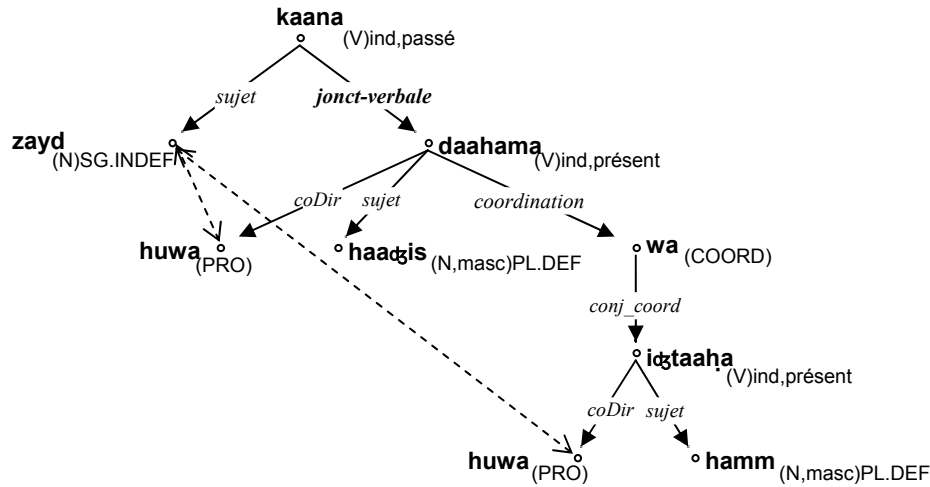 kaana
(V)ind,passé
sujet jonct-verbale
zayd (N)SG.INDEF
daahama (V)ind,présent
coDir sujet coordination
huwa (PRO)
haaʤis (N,masc)PL.DEF
wa (COORD)
conj_coord
iʤtaaḥa (V)ind,présent
coDir sujet
huwa (PRO)
hamm (N,masc)PL.DEF